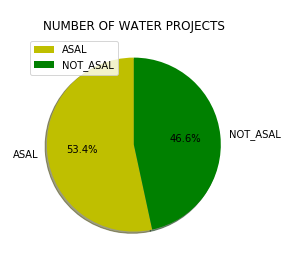 NUMBER OF WATER PROJECTS
ASAL
NOT_ASAL
NOT_ASAL
46.6%
53.4%
ASAL